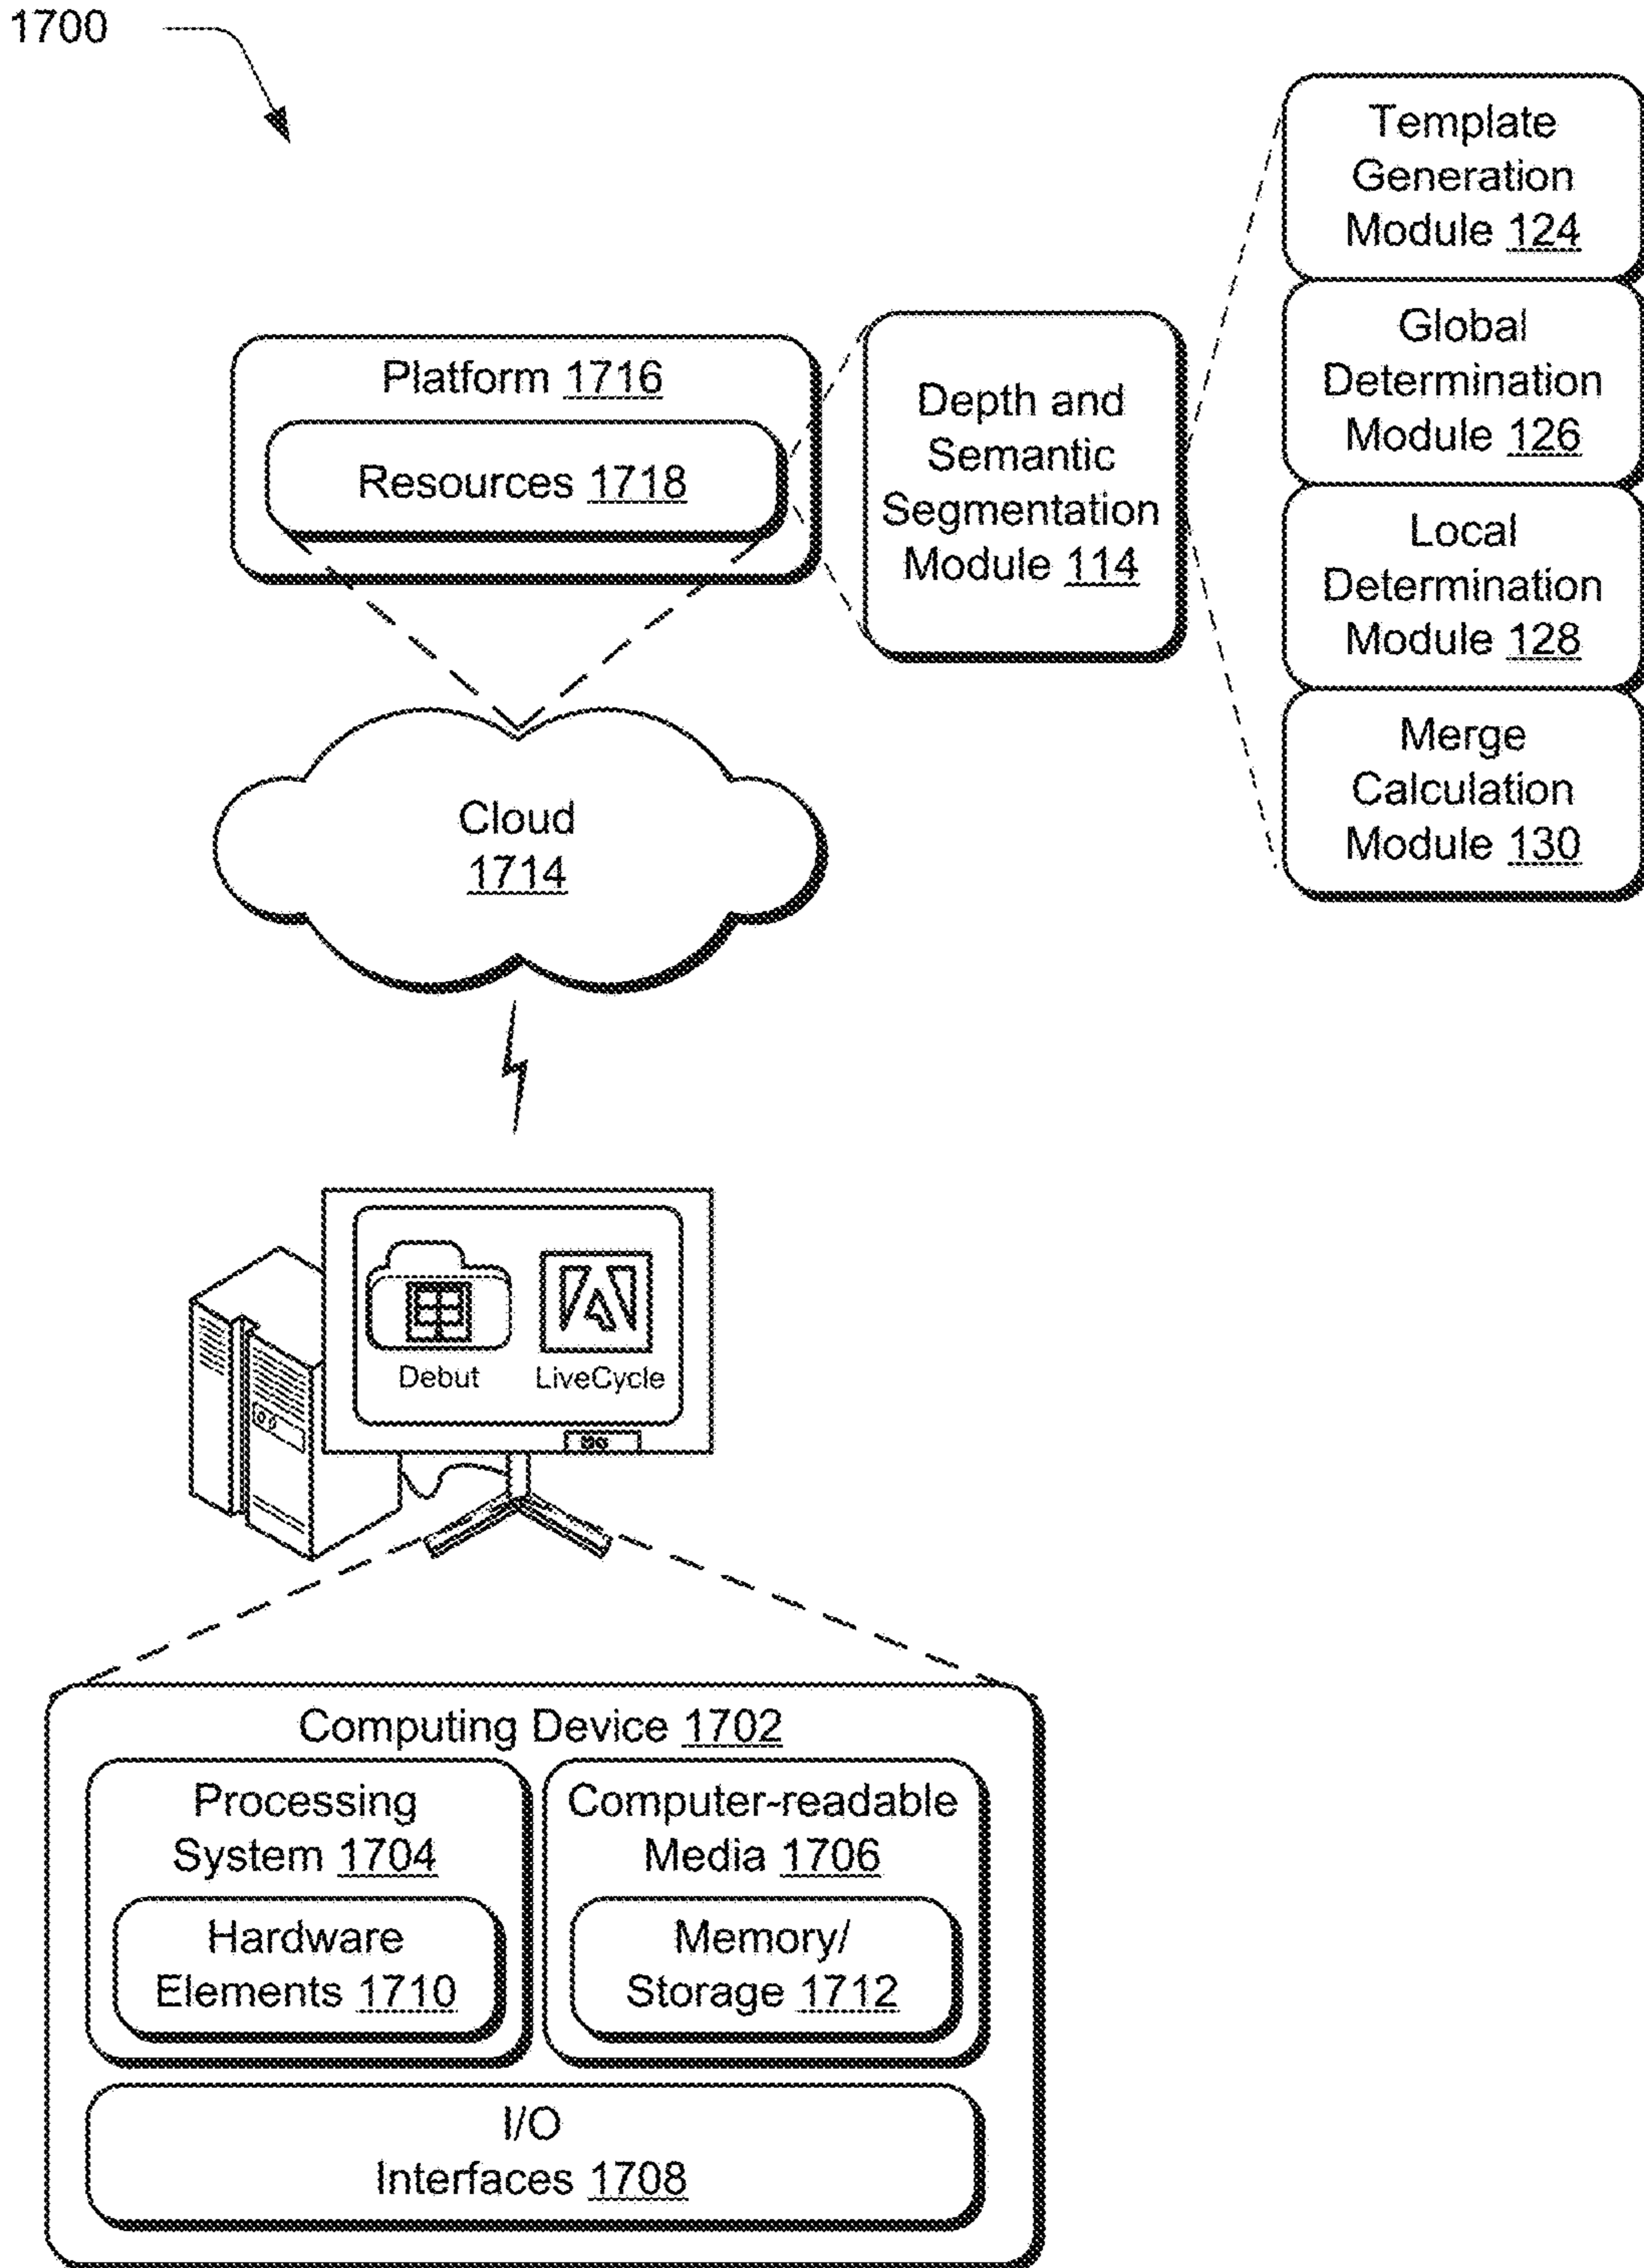 1700
Template
Generation
Module 124
Global
Determination
Module 126
Local
Determination
Module 128
Merge
Calculation
Module 130
Platform 1716
Resources 1718
Depth and
Semantic
Segmentation
Module 114
Cloud
1714
Debut
LiveCycle
Computing Device 1702
Processing
System 1704
Hardware
Elements 1710
Computer-readable
Media 1706
Memory/
Storage 1712
I/O
Interfaces 1708